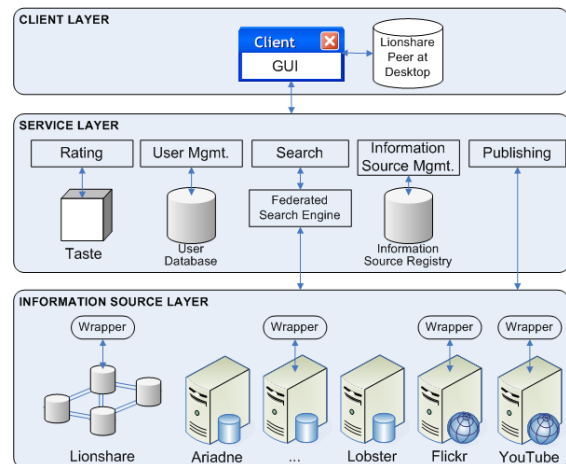 CLIENT LAYER
Client
GUI
Lionshare
Peer at
Desktop
SERVICE LAYER
Rating
User Mgmt.
Search
Information
Source Mgmt.
Publishing
Taste
User
Database
Federated
Search Engine
Information
Source Registry
INFORMATION SOURCE LAYER
Wrapper
Wrapper
Wrapper
Wrapper
Lionshare
Ariadne
...
Lobster
Flickr
YouTube